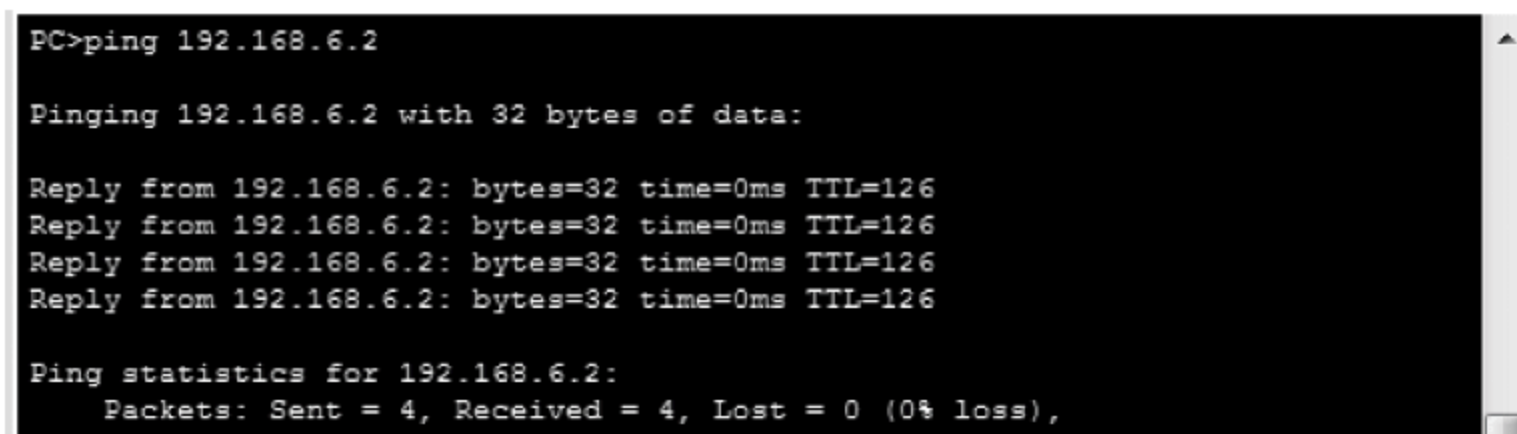 PC>ping 192.168.6.2
Pinging 192.168.6.2 with 32 bytes of data:
Reply from 192.168.6.2: bytes=32 time=0ms TTL=126
Reply from 192.168.6.2: bytes=32 time=0ms TTL=126
Reply from 192.168.6.2: bytes=32 time=0ms TTL=126
Reply from 192.168.6.2: bytes=32 time=0ms TTL=126
Ping statistics for 192.168.6.2:
    Packets: Sent = 4, Received = 4, Lost = 0 (0% loss),